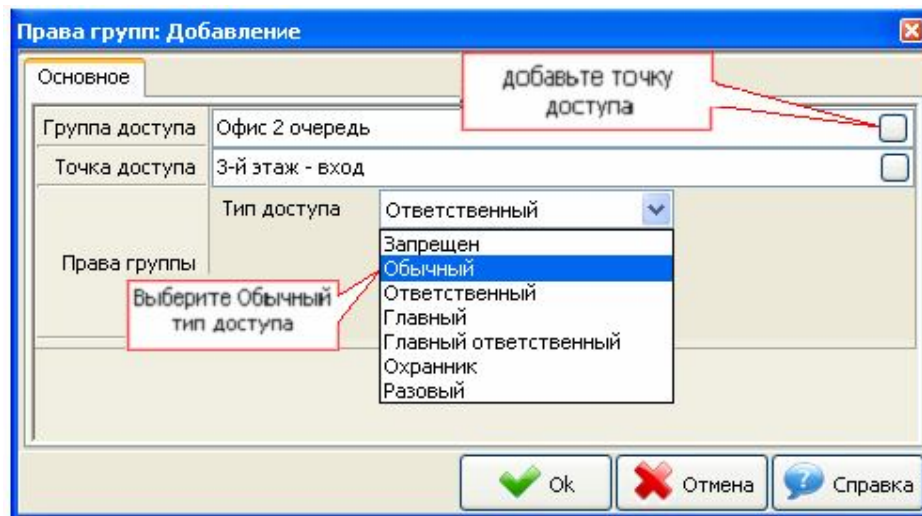 Права групп: Добавление
Основное
добавьте точку
доступа
Группа доступа Офис 2 очередь
Точка доступа 3-й этаж - вход
Тип доступа Ответственный
Запрещен
Права группы
Обычный
Выберите Обычный
тип доступа
Ответственный
Главный
Главный ответственный
Охранник
Разовый
Ok Отмена Справка